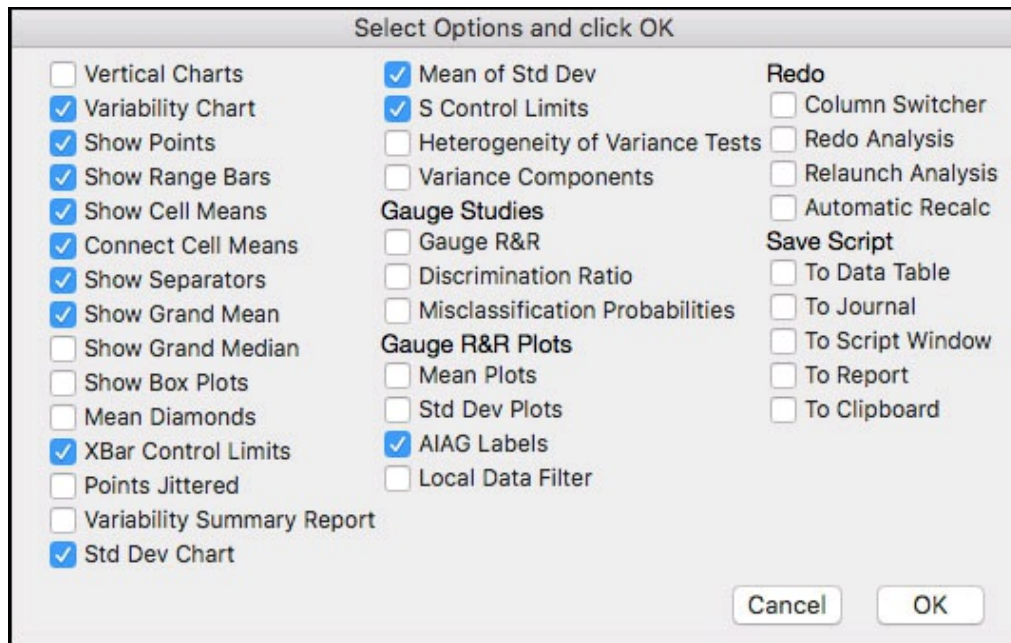 Select Options and click OK
Vertical Charts
Variability Chart
Show Points
Show Range Bars
Show Cell Means
Connect Cell Means
Show Separators
Show Grand Mean
Show Grand Median
Show Box Plots
Mean Diamonds
XBar Control Limits
Points Jittered
Variability Summary Report
Std Dev Chart
Mean of Std Dev
S Control Limits
Heterogeneity of Variance Tests
Variance Components
Gauge Studies
Gauge R&R
Discrimination Ratio
Misclassification Probabilities
Gauge R&R Plots
Mean Plots
Std Dev Plots
AIAG Labels
Local Data Filter
Redo
Column Switcher
Redo Analysis
Relaunch Analysis
Automatic Recalc
Save Script
To Data Table
To Journal
To Script Window
To Report
To Clipboard
Cancel
OK